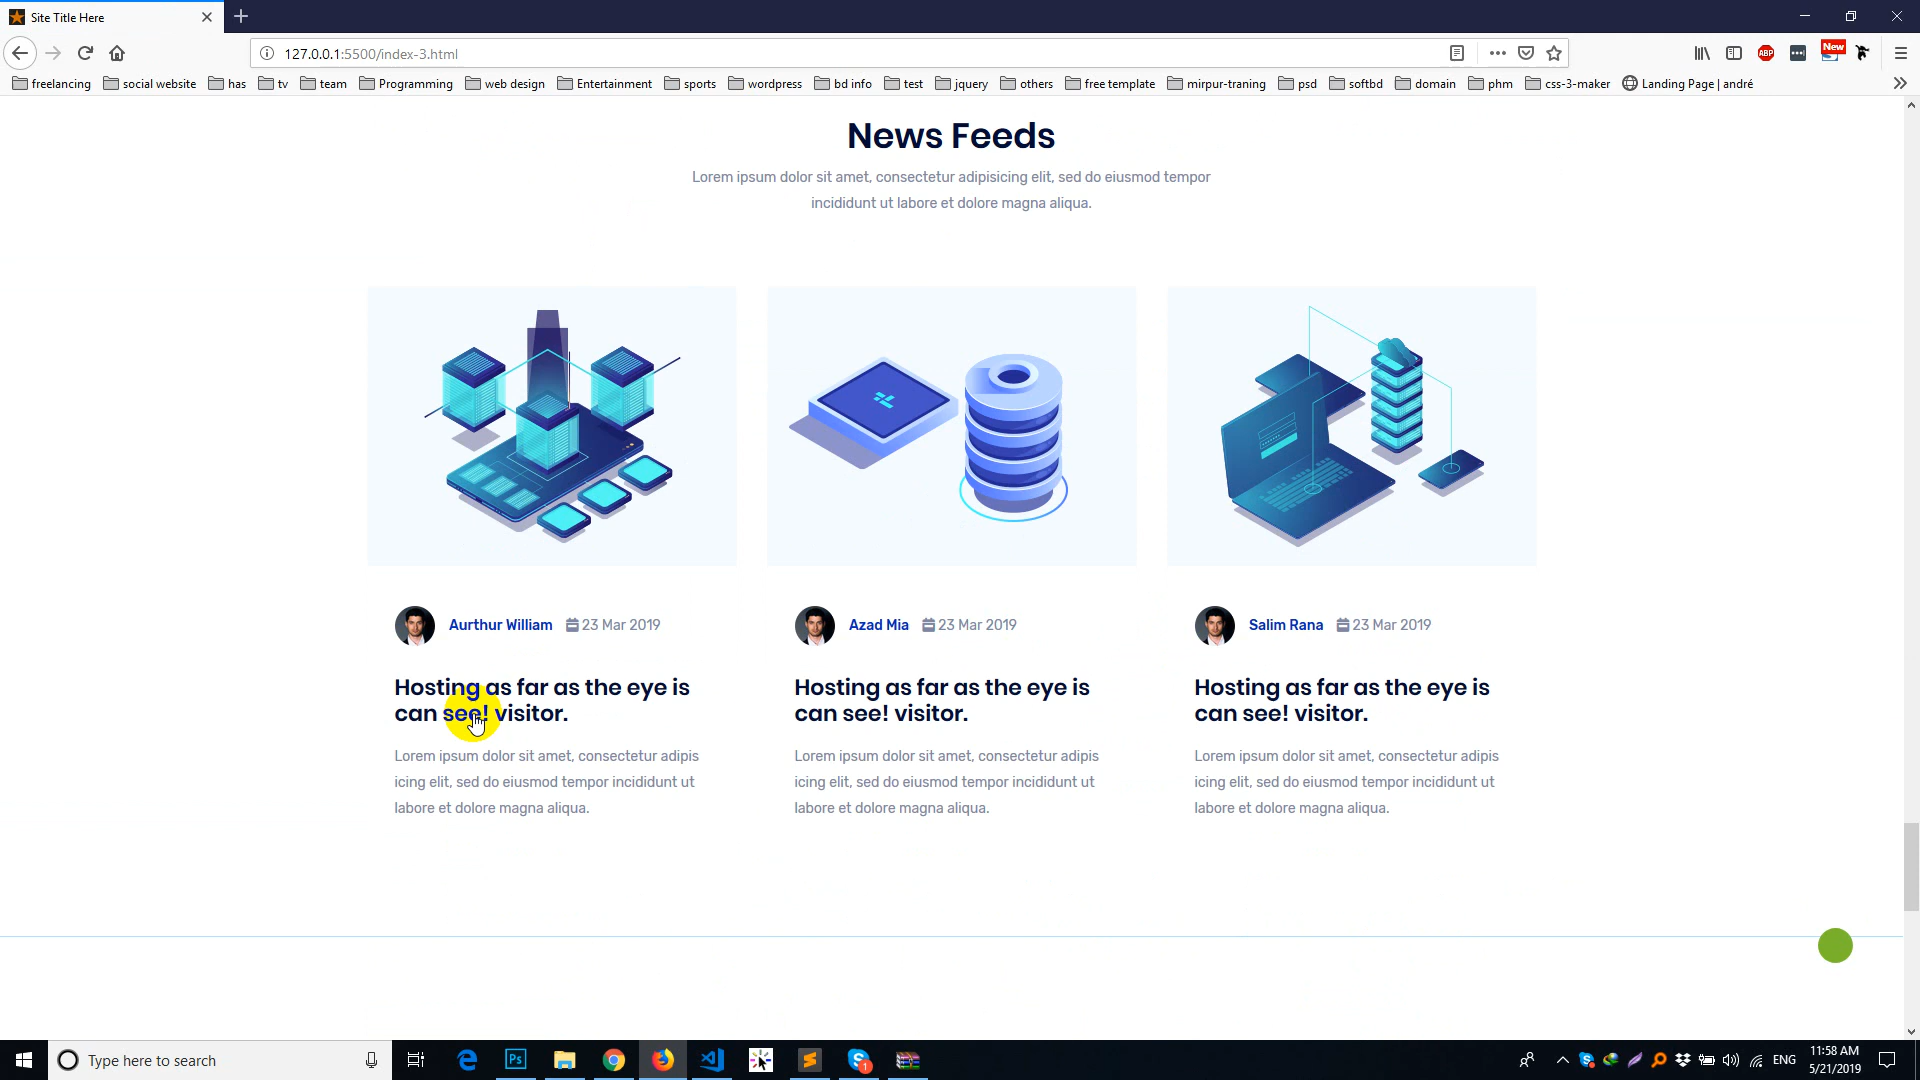 Site Title Here
127.0.0.1:5500/index-3.html
ABP
New
freelancing social website has tv team Programming web design Entertainment sports wordpress bd info test jquery others free template mirpur-traning psd softbd domain phm css-3-maker Landing Page | andré
News Feeds
Lorem ipsum dolor sit amet, consectetur adipisicing elit, sed do eiusmod tempor
incididunt ut labore et dolore magna aliqua.
Aurthur William 23 Mar 2019
Hosting as far as the eye is
can see! visitor.
Lorem ipsum dolor sit amet, consectetur adipis
icing elit, sed do eiusmod tempor incididunt ut
labore et dolore magna aliqua.
Azad Mia 23 Mar 2019
Hosting as far as the eye is
can see! visitor.
Lorem ipsum dolor sit amet, consectetur adipis
icing elit, sed do eiusmod tempor incididunt ut
labore et dolore magna aliqua.
Salim Rana 23 Mar 2019
Hosting as far as the eye is
can see! visitor.
Lorem ipsum dolor sit amet, consectetur adipis
icing elit, sed do eiusmod tempor incididunt ut
labore et dolore magna aliqua.
Type here to search
Ps
1
ENG
11:58 AM
5/21/2019